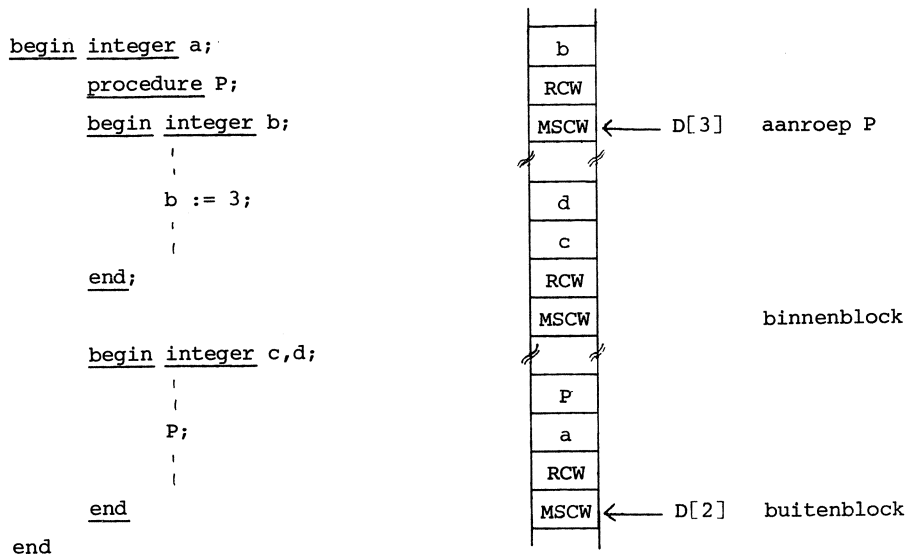 begin integer a;
procedure P;
begin integer b;
b := 3;
end;
begin integer c,d;
P;
end
end
b
RCW
MSCW
D[3] aanroep P
d
c
RCW
MSCW
binnenblock
P
a
RCW
MSCW
D[2] buitenblock